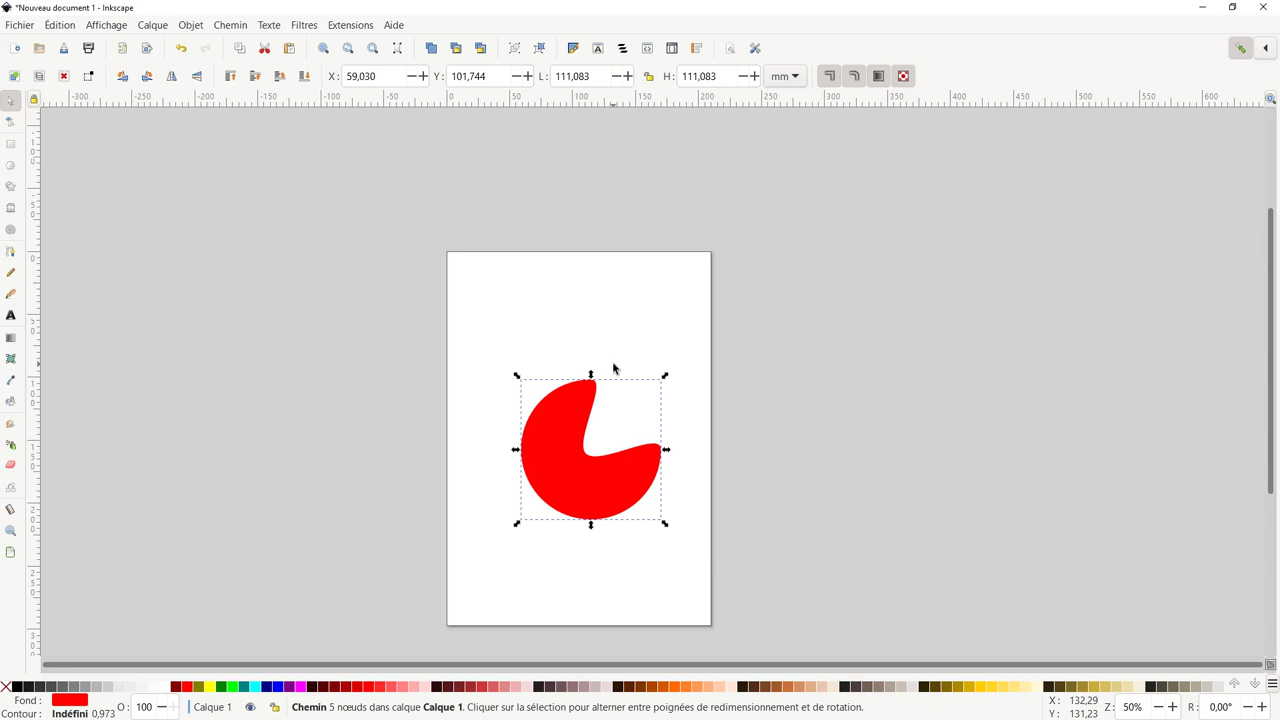 *Nouveau document 1 - Inkscape
Fichier Édition Affichage Calque Objet Chemin Texte Filtres Extensions Aide
X: 59,030 Y: 101,744 L: 111,083 H: 111,083 mm
-300 -200 -150 -100 -50 0 50 100 150 200 250 300 350 400 450 500 550 600
Fond : O: 100 Calque 1 Chemin 5 nœuds dans calque Calque 1. Cliquer sur la sélection pour alterner entre poignées de redimensionnement et de rotation. X: 132,29 Z: 50% R: 0,00°
Contour : Indéfini 0,973 Y: 131,23